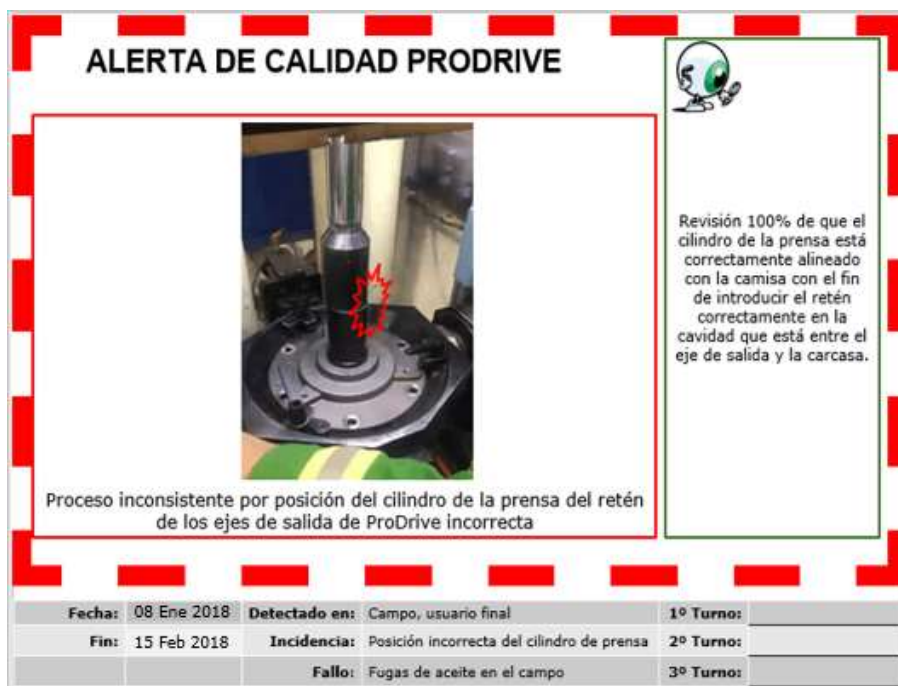 ALERTA DE CALIDAD PRODRIVE
Proceso inconsistente por posición del cilindro de la prensa del retén
de los ejes de salida de ProDrive incorrecta
Revisión 100% de que el
cilindro de la prensa está
correctamente alineado
con la camisa con el fin
de introducir el retén
correctamente en la
cavidad que está entre el
eje de salida y la carcasa.
Fecha: 08 Ene 2018 Detectado en: Campo, usuario final 1º Turno:
Fin: 15 Feb 2018 Incidencia: Posición incorrecta del cilindro de prensa 2º Turno:
Fallo: Fugas de aceite en el campo 3º Turno: